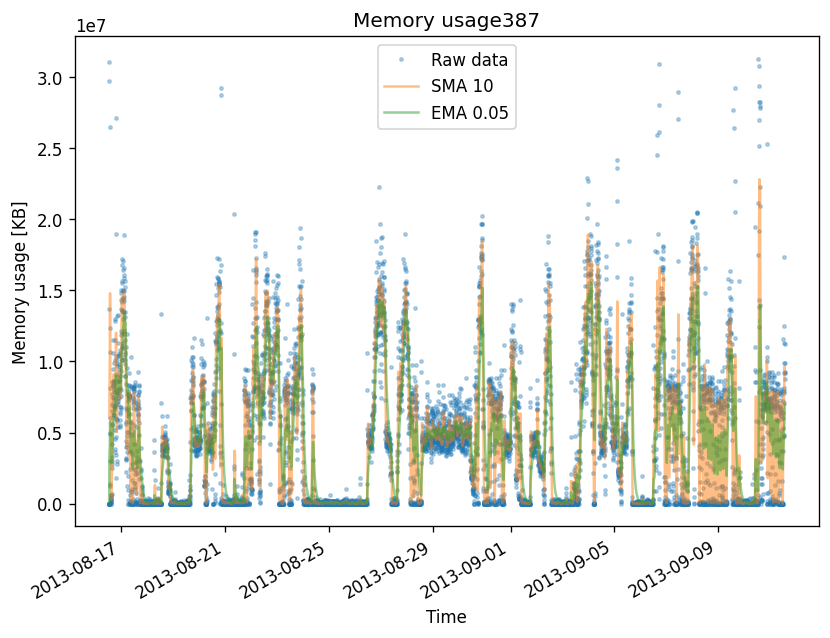 Memory usage387
1e7
Raw data
SMA 10
EMA 0.05
3.0
2.5
2.0
1.5
1.0
0.5
0.0
Memory usage [KB]
2013-08-17
2013-08-21
2013-08-25
2013-08-29
2013-09-01
2013-09-05
2013-09-09
Time